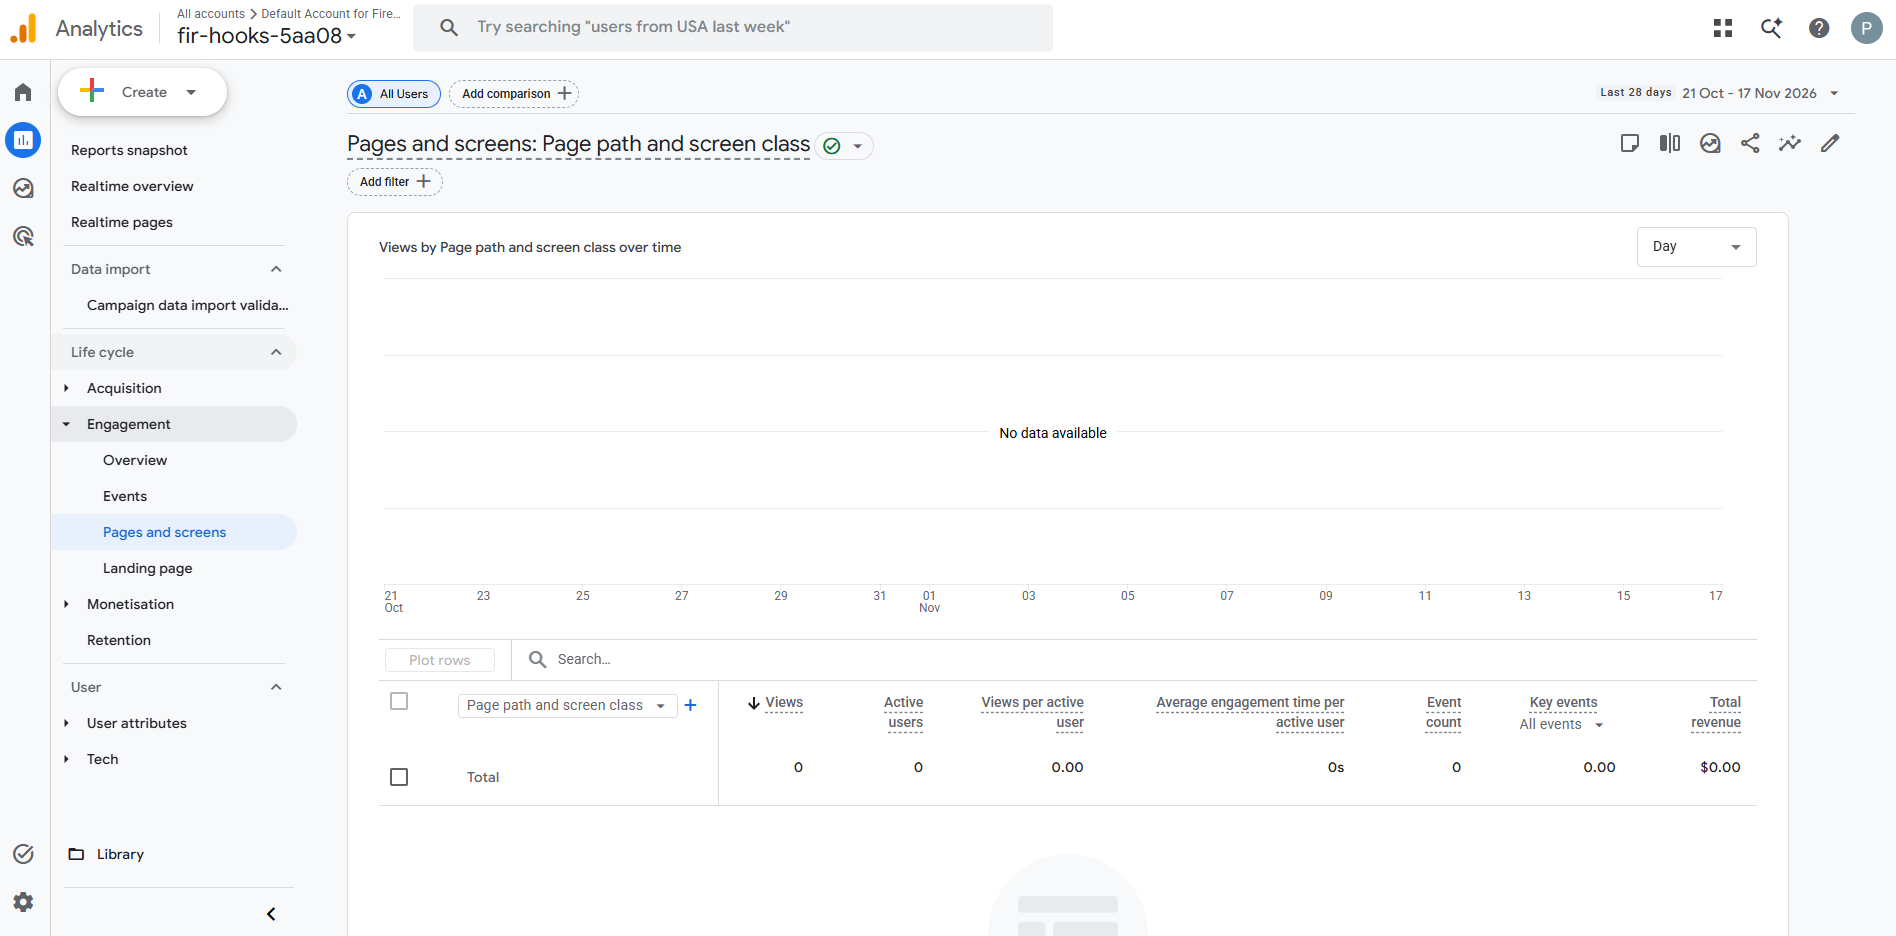 Analytics
All accounts > Default Account for Fire...
fir-hooks-5aa08
Try searching "users from USA last week"
P
Create
Reports snapshot
Realtime overview
Realtime pages
Data import
Campaign data import valida...
Life cycle
Acquisition
Engagement
Overview
Events
Pages and screens
Landing page
Monetisation
Retention
User
User attributes
Tech
Library
A All Users
Add comparison
Last 28 days 21 Oct - 17 Nov 2026
Pages and screens: Page path and screen class
Add filter
Views by Page path and screen class over time
Day
No data available
21 23 25 27 29 31 01 03 05 07 09 11 13 15 17
Oct Nov
Plot rows
Search...
Page path and screen class
Views
Active users
Views per active user
Average engagement time per active user
Event count
Key events
All events
Total revenue
Total 0 0 0.00 0s 0 0.00 $0.00